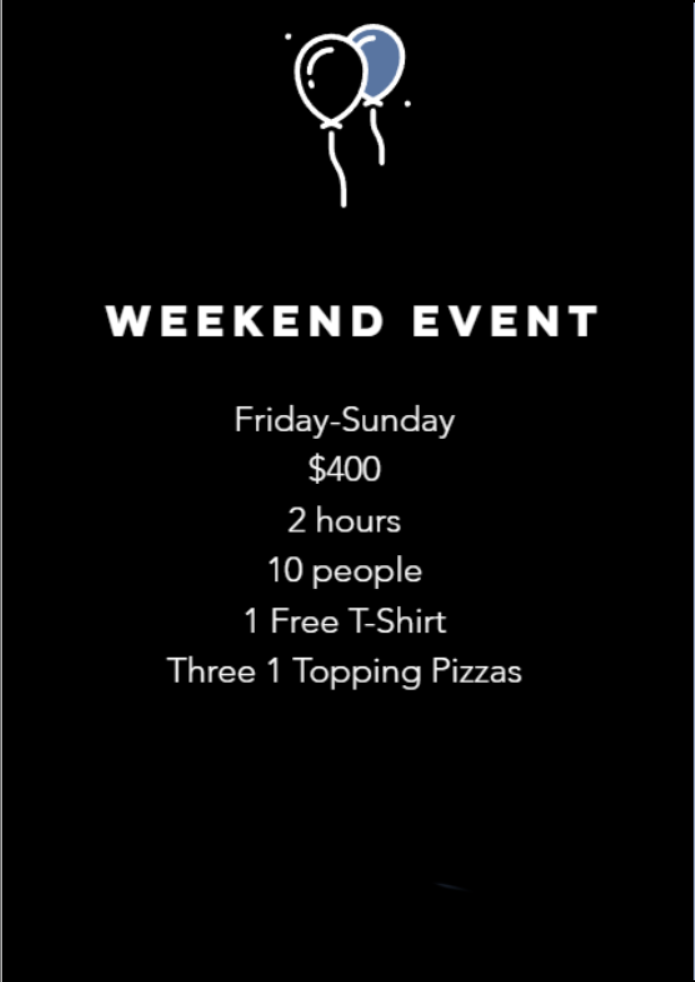 WEEKEND EVENT
Friday-Sunday
$400
2 hours
10 people
1 Free T-Shirt
Three 1 Topping Pizzas